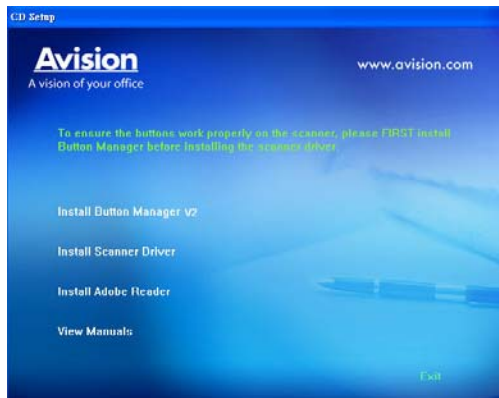 CD Setup
Avision
www.avision.com
A vision of your office
To ensure the buttons work properly on the scanner, please FIRST install
Button Manager before installing the scanner driver.
Install Button Manager V2
Install Scanner Driver
Install Adobe Reader
View Manuals
Exit